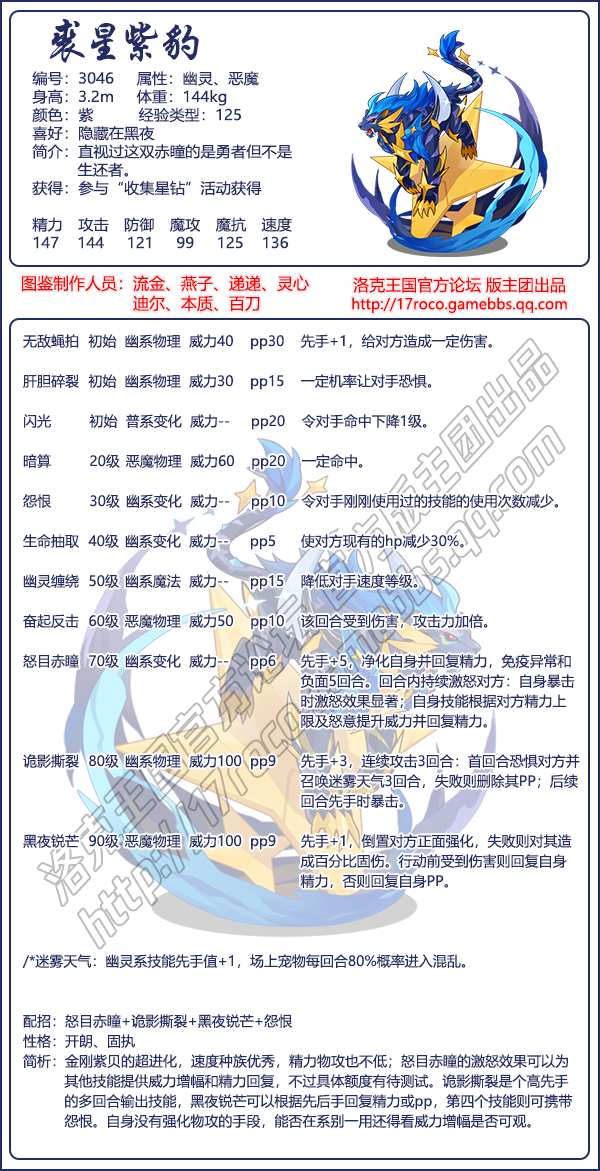 裘星紫豹
编号：3046 属性：幽灵、恶魔
身高：3.2m 体重：144kg
颜色：紫 经验类型：125
喜好：隐藏在黑夜
简介：直视过这双赤瞳的是勇者但不是
生还者。
获得：参与“收集星钻”活动获得
精力 攻击 防御 魔攻 魔抗 速度
147 144 121 99 125 136
图鉴制作人员：流金、燕子、递递、灵心
迪尔、本质、百刀
洛克王国官方论坛 版主团出品
http://17roco.gamebbs.qq.com
无敌蝇拍 初始 幽系物理 威力40 pp30 先手+1，给对方造成一定伤害。
肝胆碎裂 初始 幽系物理 威力30 pp15 一定机率让对手恐惧。
闪光 初始 普系变化 威力-- pp20 令对手命中下降1级。
暗算 20级 恶魔物理 威力60 pp20 一定命中。
怨恨 30级 幽系变化 威力-- pp10 令对手刚刚使用过的技能的使用次数减少。
生命抽取 40级 幽系变化 威力-- pp5 使对方现有的hp减少30%。
幽灵缠绕 50级 幽系魔法 威力-- pp15 降低对手速度等级。
奋起反击 60级 恶魔物理 威力50 pp10 该回合受到伤害，攻击力加倍。
怒目赤瞳 70级 幽系变化 威力-- pp6 先手+5，净化自身并回复精力，免疫异常和
负面5回合。回合内持续激怒对方：自身暴击
时激怒效果显著；自身技能根据对方精力上
限及怒意提升威力并回复精力。
诡影撕裂 80级 幽系物理 威力100 pp9 先手+3，连续攻击3回合：首回合恐惧对方并
召唤迷雾天气3回合，失败则删除其PP；后续
回合先手时暴击。
黑夜锐芒 90级 恶魔物理 威力100 pp9 先手+1，倒置对方正面强化，失败则对其造
成百分比固伤。行动前受到伤害则回复自身
精力，否则回复自身PP。
/*迷雾天气：幽灵系技能先手值+1，场上宠物每回合80%概率进入混乱。
配招：怒目赤瞳+诡影撕裂+黑夜锐芒+怨恨
性格：开朗、固执
简析：金刚紫贝的超进化，速度种族优秀，精力物攻也不低；怒目赤瞳的激怒效果可以为
其他技能提供威力增幅和精力回复，不过具体额度有待测试。诡影撕裂是个高先手
的多回合输出技能，黑夜锐芒可以根据先后手回复精力或pp，第四个技能则可携带
怨恨。自身没有强化物攻的手段，能否在系别一用还得看威力增幅是否可观。
洛克王国官方论坛 版主团出品
http://17roco.gamebbs.qq.com